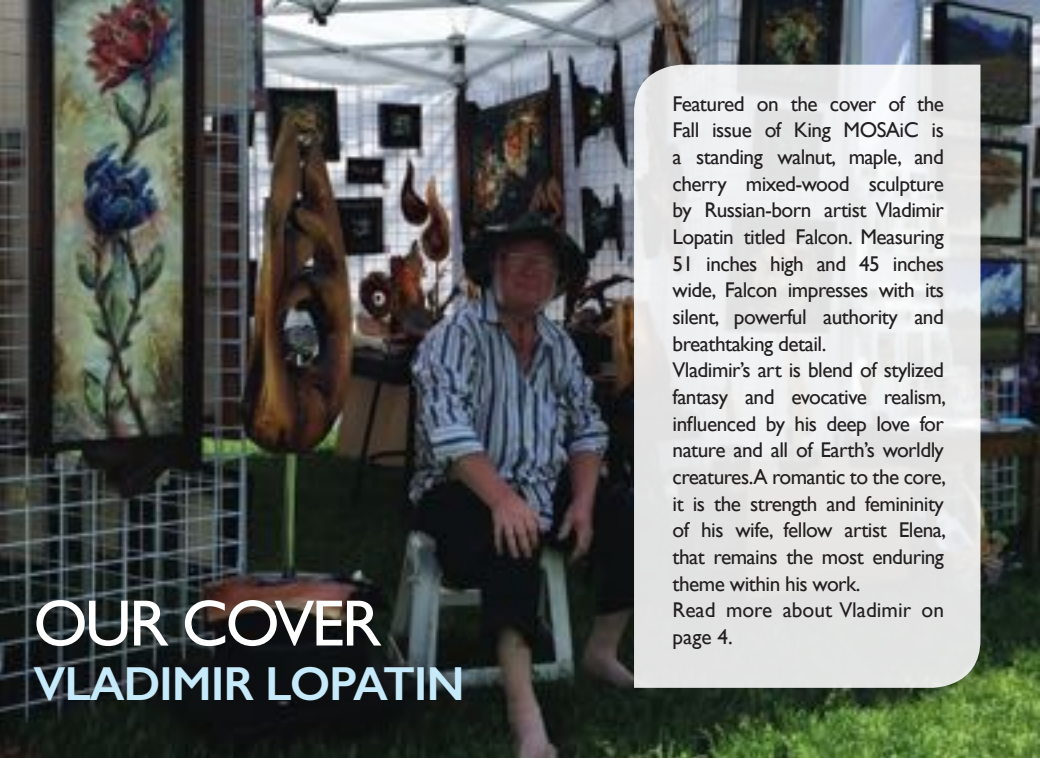 Featured on the cover of the
Fall issue of King MOSAiC is
a standing walnut, maple, and
cherry mixed-wood sculpture
by Russian-born artist Vladimir
Lopatin titled Falcon. Measuring
51 inches high and 45 inches
wide, Falcon impresses with its
silent, powerful authority and
breathtaking detail.
Vladimir's art is blend of stylized
fantasy and evocative realism,
influenced by his deep love for
nature and all of Earth's worldly
creatures.A romantic to the core,
it is the strength and femininity
of his wife, fellow artist Elena,
that remains the most enduring
theme within his work.
Read more about Vladimir on
page 4.
OUR COVER
VLADIMIR LOPATIN